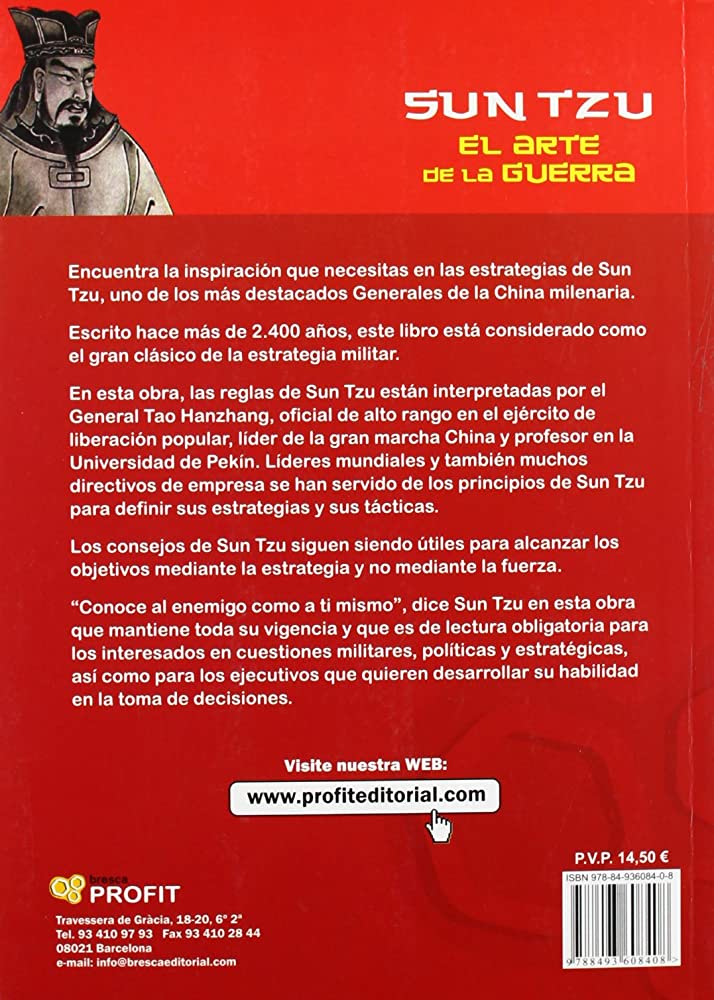 SUN TZU
EL ARTE
DE LA GUERRA
Encuentra la inspiración que necesitas en las estrategias de Sun
Tzu, uno de los más destacados Generales de la China milenaria.
Escrito hace más de 2.400 años, este libro está considerado como
el gran clásico de la estrategia militar.
En esta obra, las reglas de Sun Tzu están interpretadas por el
General Tao Hanzhang, oficial de alto rango en el ejército de
liberación popular, líder de la gran marcha China y profesor en la
Universidad de Pekín. Líderes mundiales y también muchos
directivos de empresa se han servido de los principios de Sun Tzu
para definir sus estrategias y sus tácticas.
Los consejos de Sun Tzu siguen siendo útiles para alcanzar los
objetivos mediante la estrategia y no mediante la fuerza.
“Conoce al enemigo como a ti mismo”, dice Sun Tzu en esta obra
que mantiene toda su vigencia y que es de lectura obligatoria para
los interesados en cuestiones militares, políticas y estratégicas,
así como para los ejecutivos que quieren desarrollar su habilidad
en la toma de decisiones.
Visite nuestra WEB:
www.profiteditorial.com
P.V.P. 14,50 €
ISBN 978-84-936084-0-8
9 788493 608408 >
bresca
PROFIT
Travessera de Gràcia, 18-20, 6º 2ª
Tel. 93 410 97 93 Fax 93 410 28 44
08021 Barcelona
e-mail: info@brescaeditorial.com